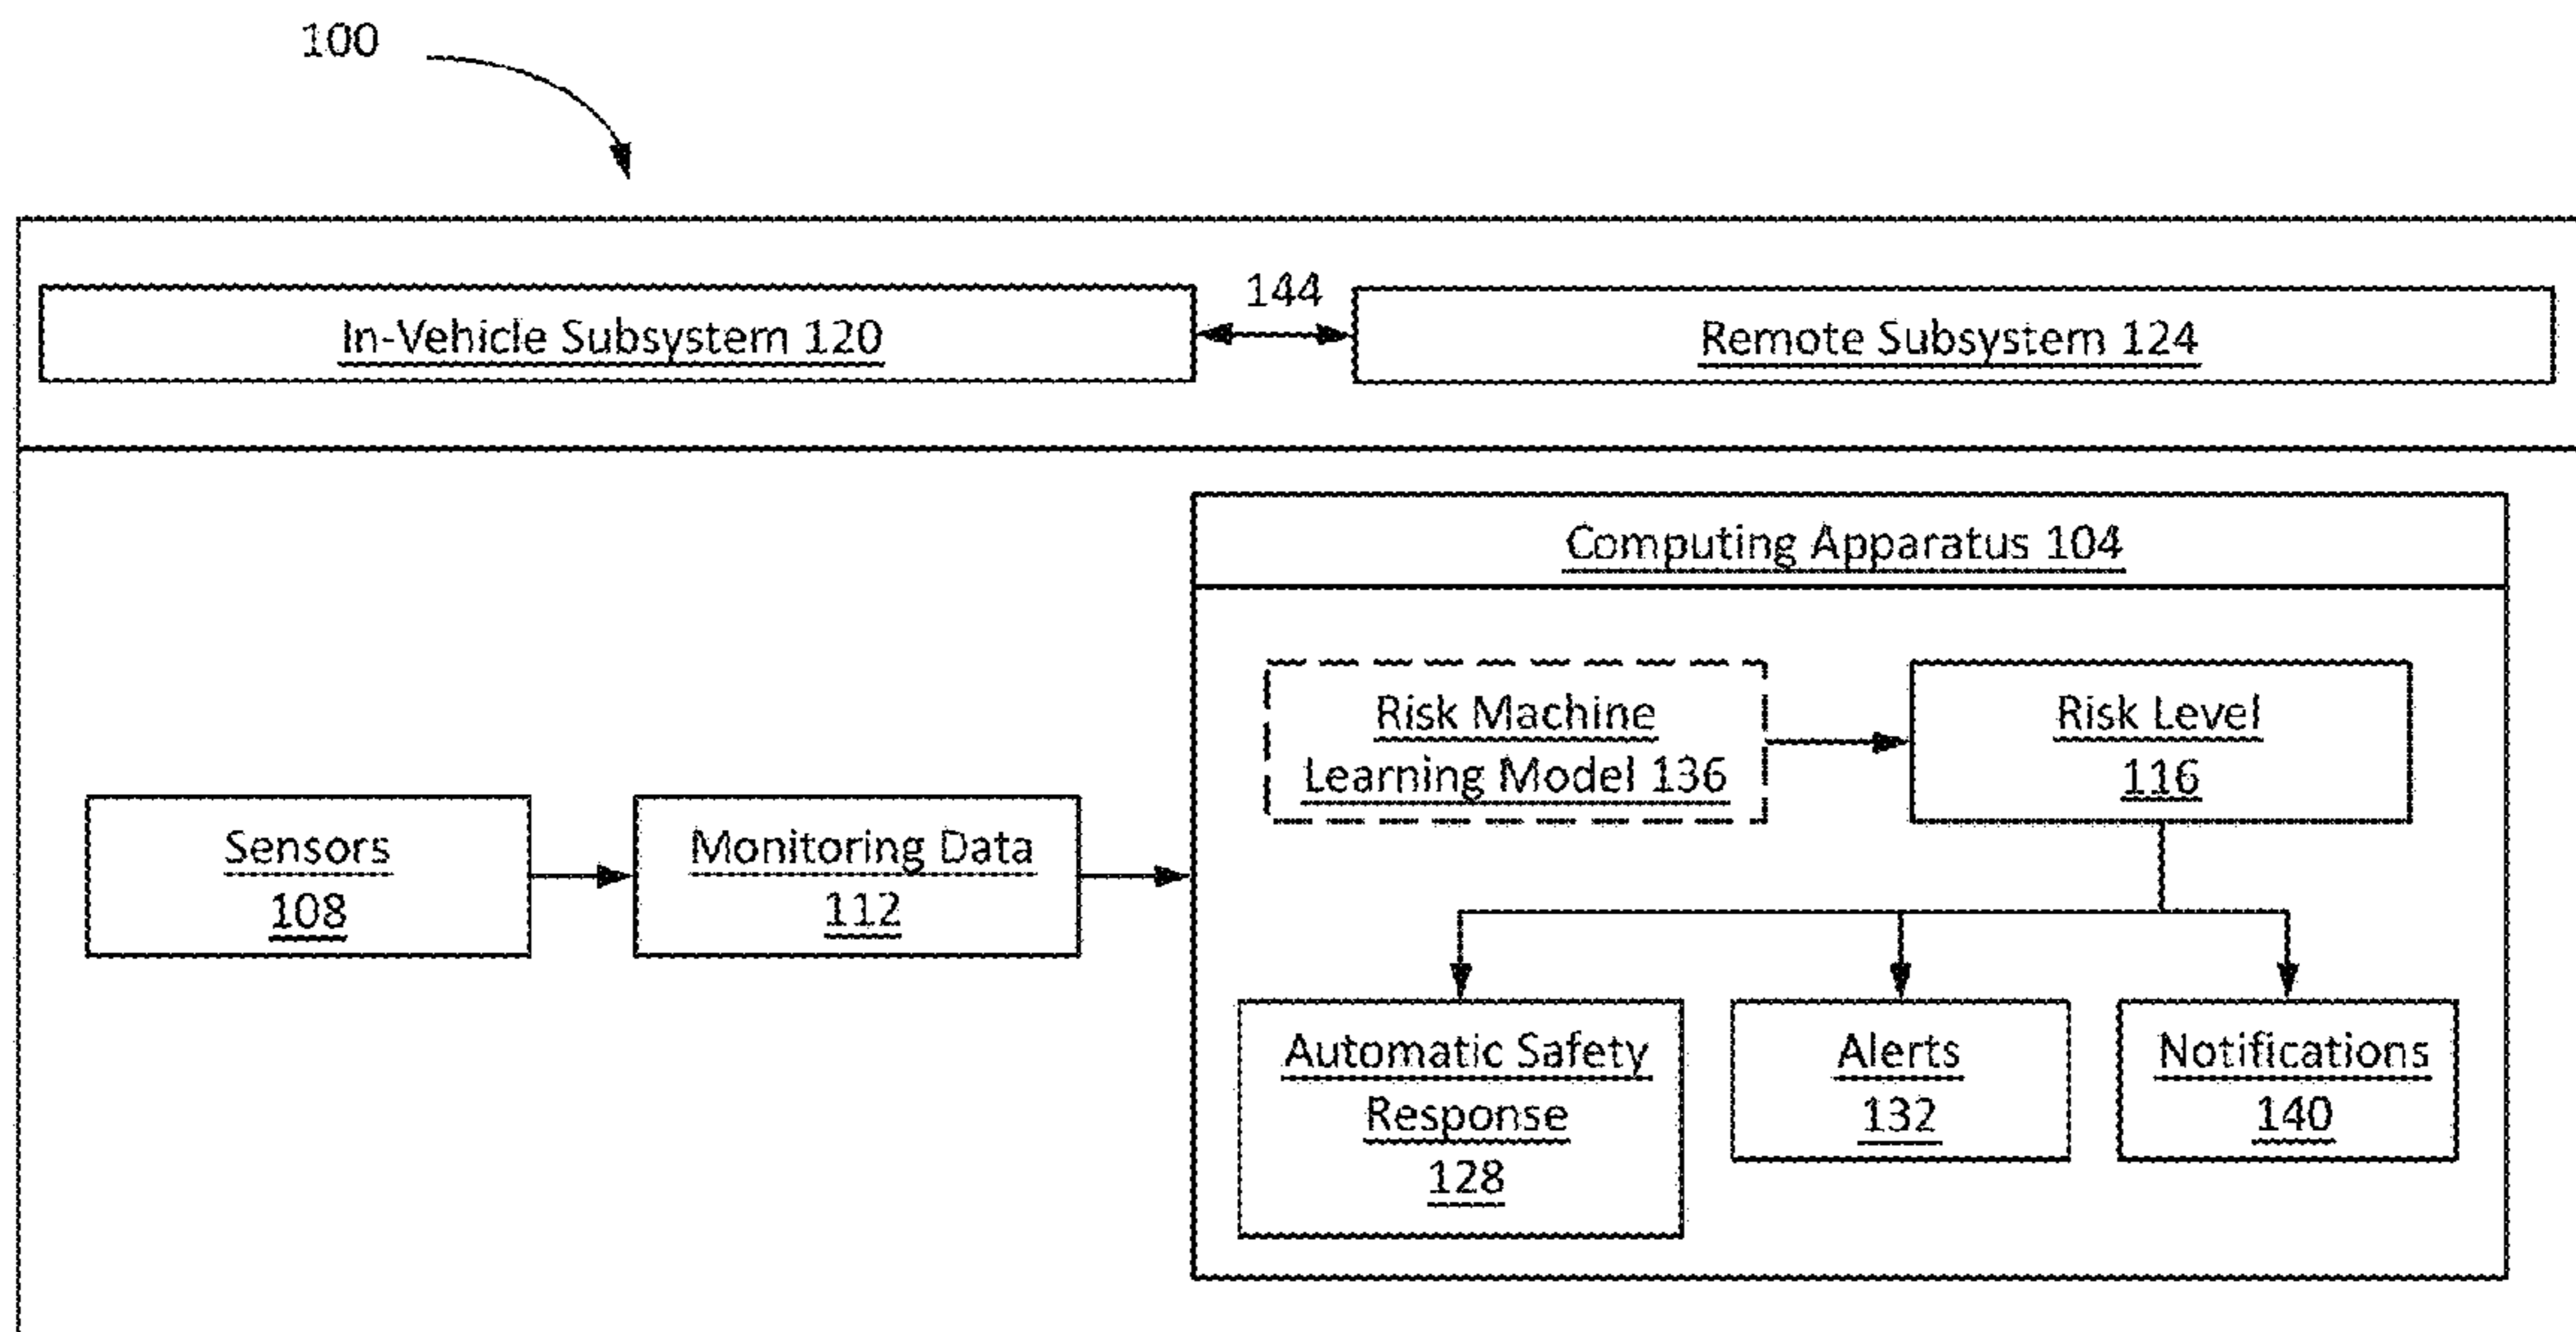 100
144
In-Vehicle Subsystem 120
Remote Subsystem 124
Computing Apparatus 104
Risk Machine
Learning Model 136
Risk Level
116
Sensors
108
Monitoring Data
112
Automatic Safety
Response
128
Alerts
132
Notifications
140